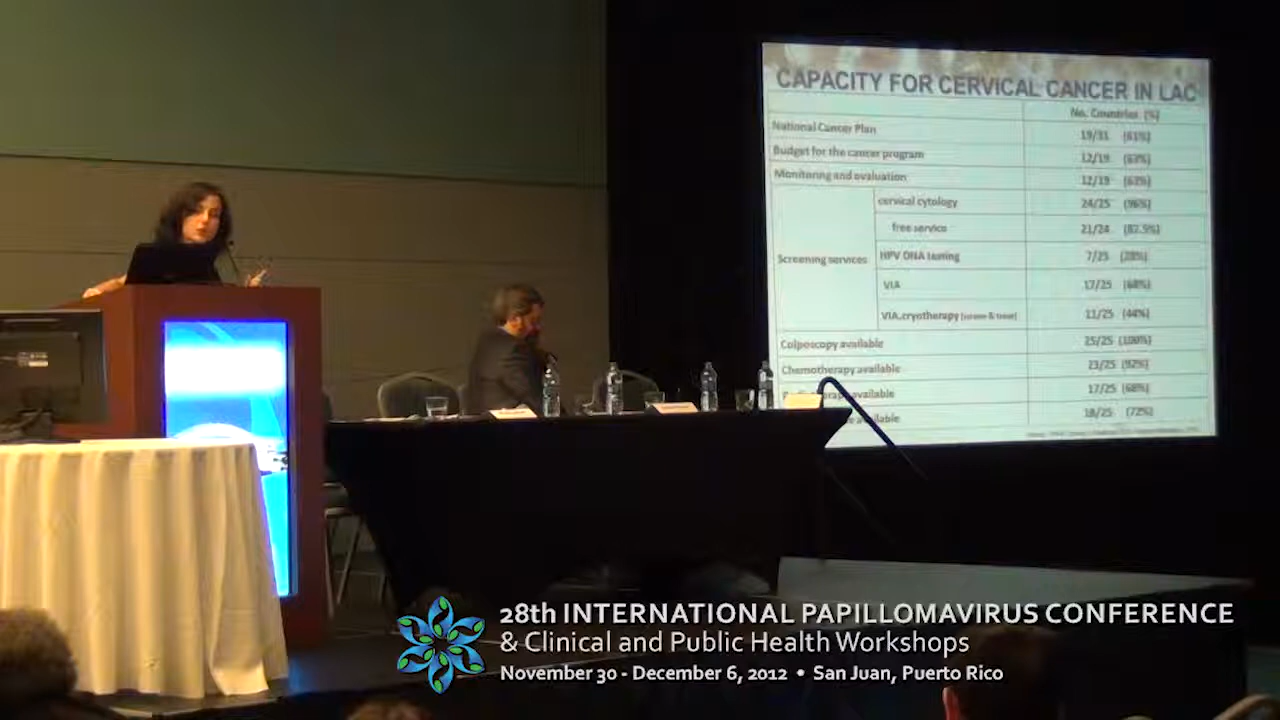 CAPACITY FOR CERVICAL CANCER IN LAC
No. Countries (%)
National Cancer Plan 19/31 (61%)
Budget for the cancer program 12/19 (63%)
Monitoring and evaluation 12/19 (63%)
Screening services
cervical cytology 24/25 (96%)
free service 21/24 (87.5%)
HPV DNA testing 7/25 (28%)
VIA 17/25 (68%)
VIA,cryotherapy (screen & treat) 11/25 (44%)
Colposcopy available 25/25 (100%)
Chemotherapy available 23/25 (92%)
available 17/25 (68%)
18/25 (72%)
28th INTERNATIONAL PAPILLOMAVIRUS CONFERENCE
& Clinical and Public Health Workshops
November 30 - December 6, 2012 • San Juan, Puerto Rico